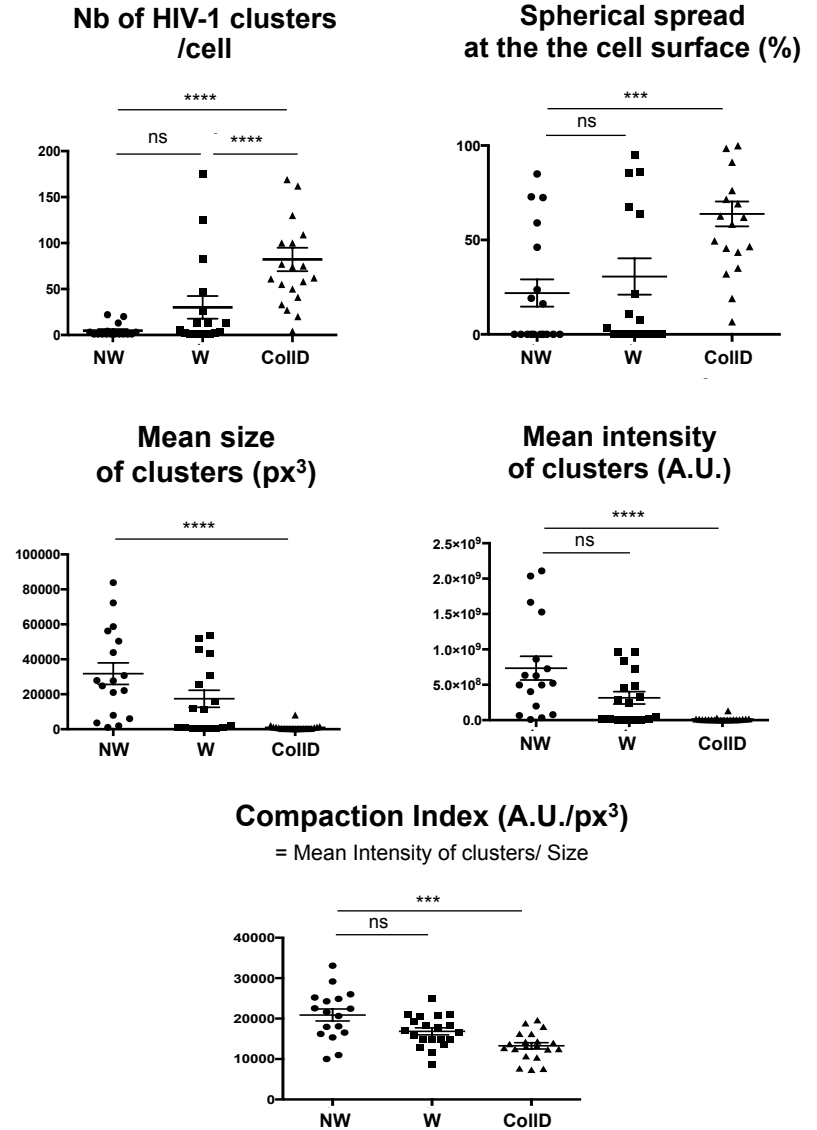 Nb of HIV-1 clusters
/cell
****
ns
****
200
150
100
50
0
NW
W
CollD
Spherical spread
at the the cell surface (%)
***
ns
100
50
0
NW
W
CollD
Mean size
of clusters (px³)
****
100000
80000
60000
40000
20000
0
NW
W
CollD
Mean intensity
of clusters (A.U.)
****
ns
2.5×10⁹
2.0×10⁹
1.5×10⁹
1.0×10⁹
5.0×10⁸
0.0
NW
W
CollD
Compaction Index (A.U./px³)
= Mean Intensity of clusters/ Size
***
ns
40000
30000
20000
10000
0
NW
W
CollD